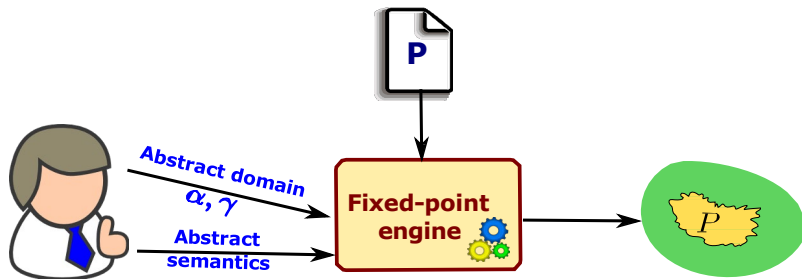 P
Abstract domain
α, γ
Abstract
semantics
Fixed-point
engine
P